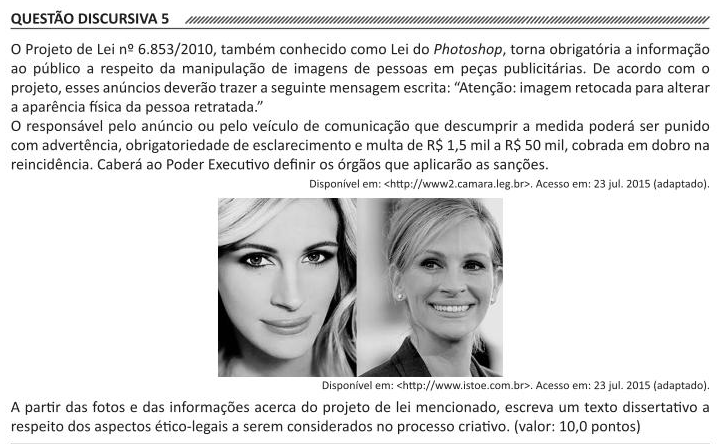 QUESTÃO DISCURSIVA 5
O Projeto de Lei nº 6.853/2010, também conhecido como Lei do Photoshop, torna obrigatória a informação
ao público a respeito da manipulação de imagens de pessoas em peças publicitárias. De acordo com o
projeto, esses anúncios deverão trazer a seguinte mensagem escrita: “Atenção: imagem retocada para alterar
a aparência física da pessoa retratada.”
O responsável pelo anúncio ou pelo veículo de comunicação que descumprir a medida poderá ser punido
com advertência, obrigatoriedade de esclarecimento e multa de R$ 1,5 mil a R$ 50 mil, cobrada em dobro na
reincidência. Caberá ao Poder Executivo definir os órgãos que aplicarão as sanções.
Disponível em: <http://www2.camara.leg.br>. Acesso em: 23 jul. 2015 (adaptado).
Disponível em: <http://www.istoe.com.br>. Acesso em: 23 jul. 2015 (adaptado).
A partir das fotos e das informações acerca do projeto de lei mencionado, escreva um texto dissertativo a
respeito dos aspectos ético-legais a serem considerados no processo criativo. (valor: 10,0 pontos)